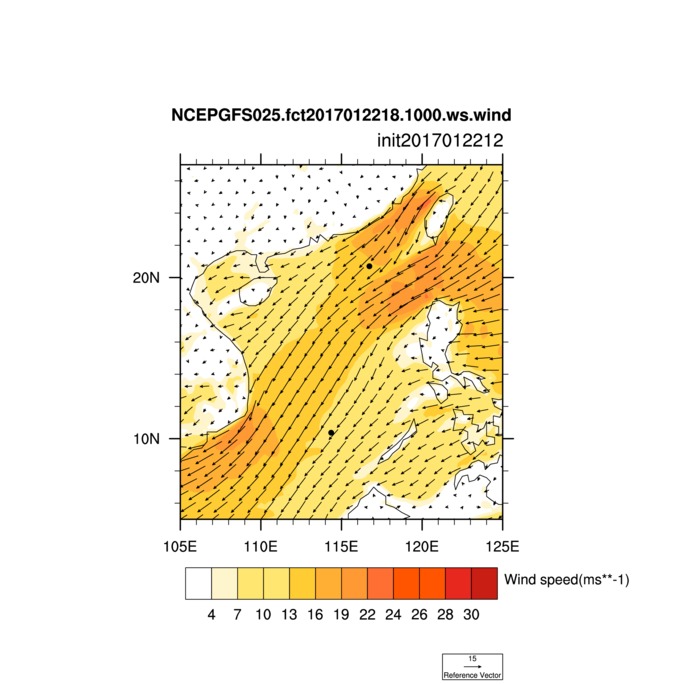 NCEPGFS025.fct2017012218.1000.ws.wind
init2017012212
20N
10N
105E 110E 115E 120E 125E
Wind speed(ms**-1)
4 7 10 13 16 19 22 24 26 28 30
15
Reference Vector